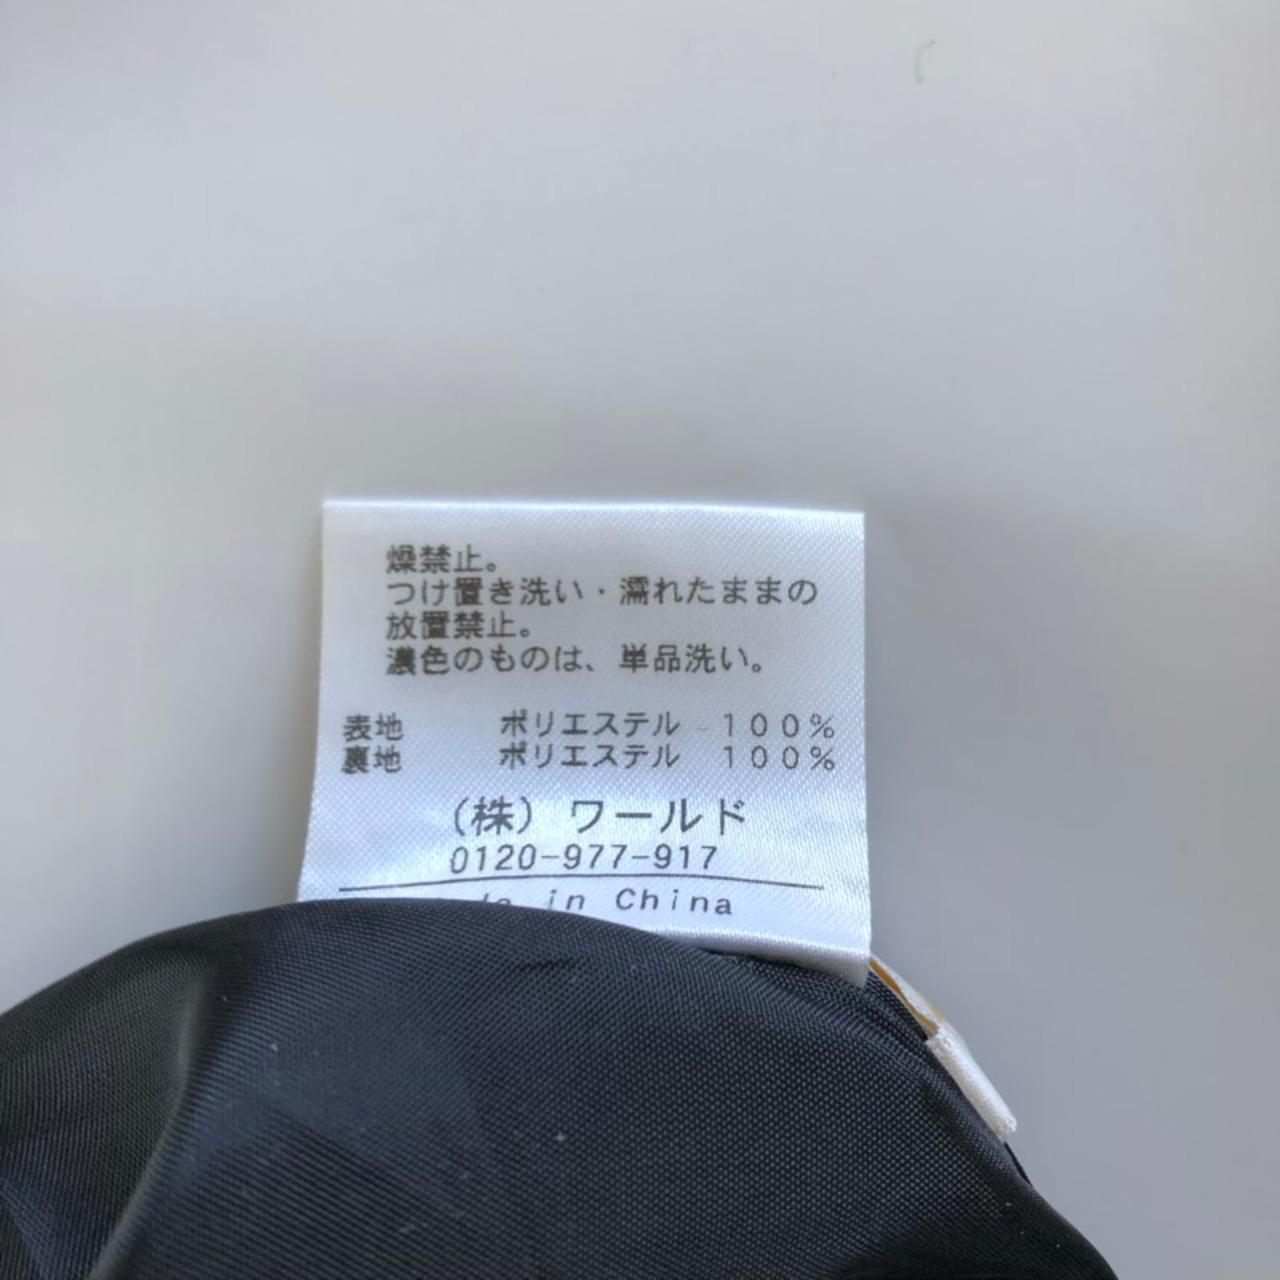 燥禁止。
つけ置き洗い・濡れたままの
放置禁止。
濃色のものは、単品洗い。
表地 ポリエステル 100%
裏地 ポリエステル 100%
(株) ワールド
0120-977-917
in China